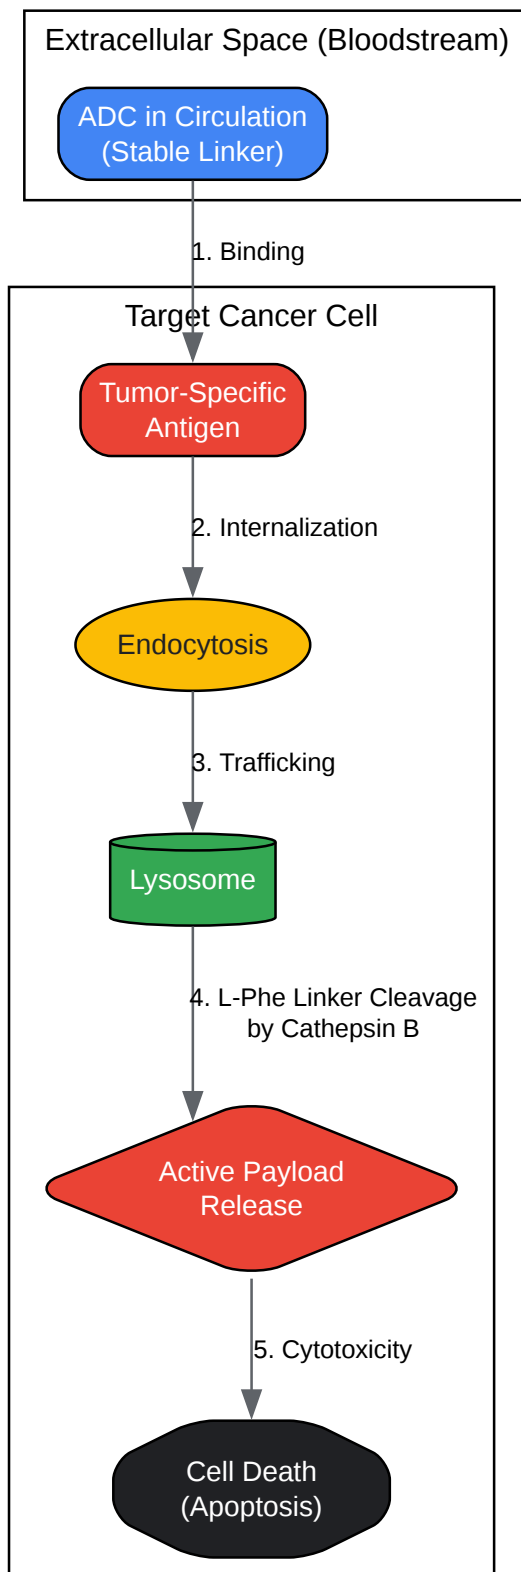 Extracellular Space (Bloodstream)
ADC in Circulation
(Stable Linker)
1. Binding
Target Cancer Cell
Tumor-Specific
Antigen
2. Internalization
Endocytosis
3. Trafficking
Lysosome
4. L-Phe Linker Cleavage
by Cathepsin B
Active Payload
Release
5. Cytotoxicity
Cell Death
(Apoptosis)